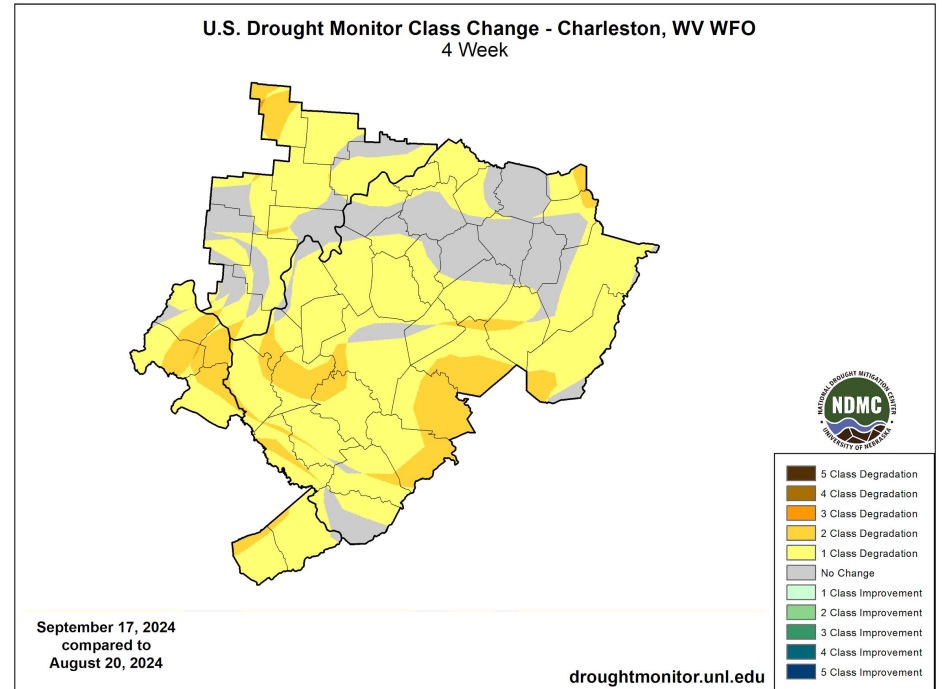 U.S. Drought Monitor Class Change - Charleston, WV WFO
4 Week
NATIONAL DROUGHT MITIGATION CENTER
NDMC
UNIVERSITY OF NEBRASKA
5 Class Degradation
4 Class Degradation
3 Class Degradation
2 Class Degradation
1 Class Degradation
No Change
1 Class Improvement
2 Class Improvement
3 Class Improvement
4 Class Improvement
5 Class Improvement
September 17, 2024
compared to
August 20, 2024
droughtmonitor.unl.edu